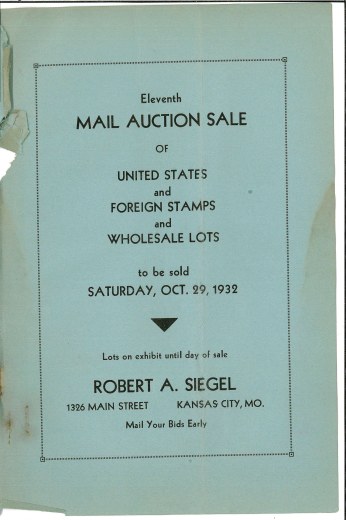 Eleventh
MAIL AUCTION SALE
OF
UNITED STATES
and
FOREIGN STAMPS
and
WHOLESALE LOTS
to be sold
SATURDAY, OCT. 29, 1932
Lots on exhibit until day of sale
ROBERT A. SIEGEL
1326 MAIN STREET KANSAS CITY, MO.
Mail Your Bids Early